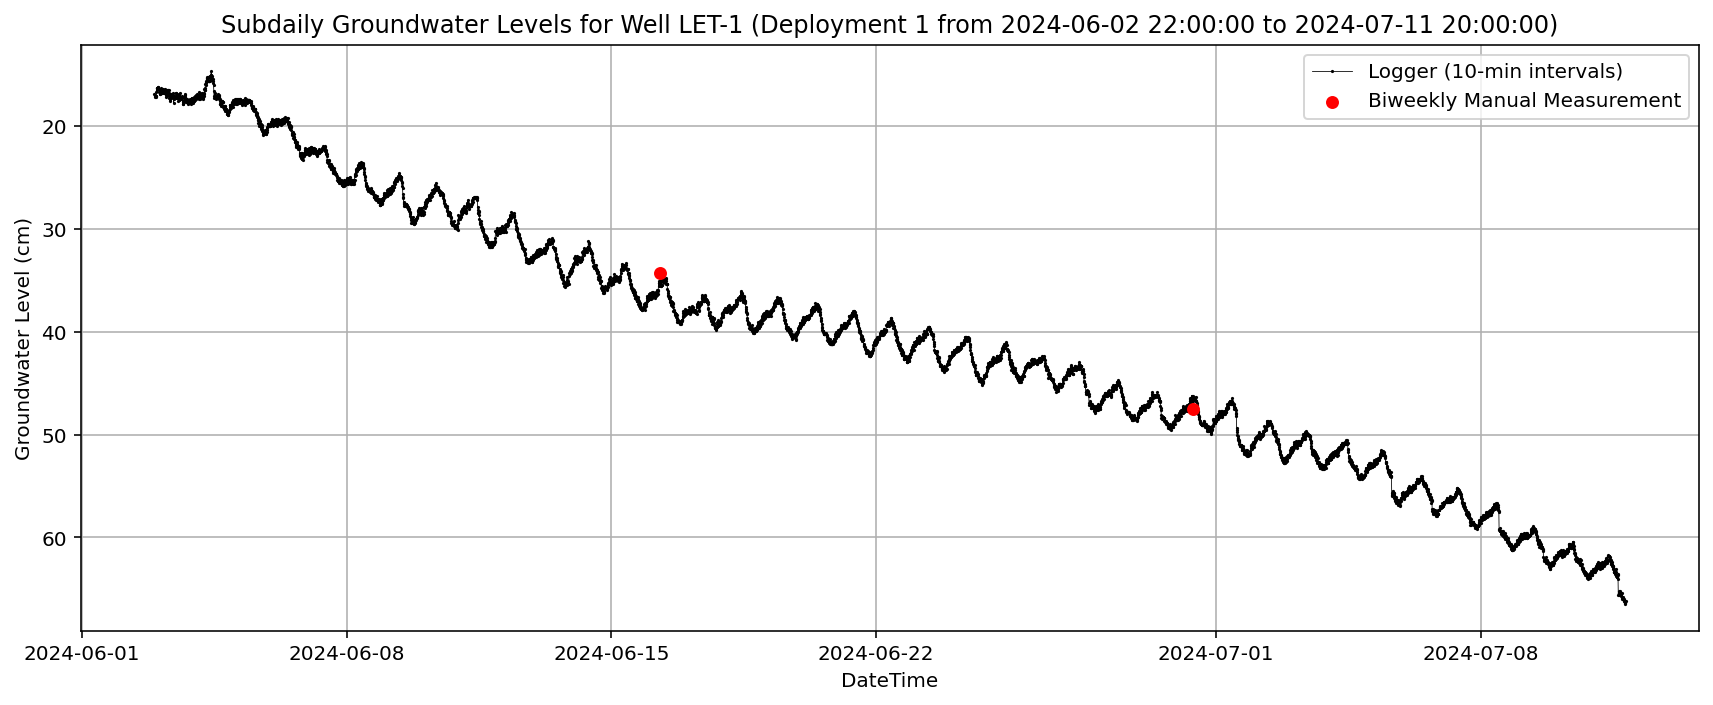 Subdaily Groundwater Levels for Well LET-1 (Deployment 1 from 2024-06-02 22:00:00 to 2024-07-11 20:00:00)
Logger (10-min intervals)
Biweekly Manual Measurement
Groundwater Level (cm)
20
30
40
50
60
2024-06-01
2024-06-08
2024-06-15
2024-06-22
2024-07-01
2024-07-08
DateTime